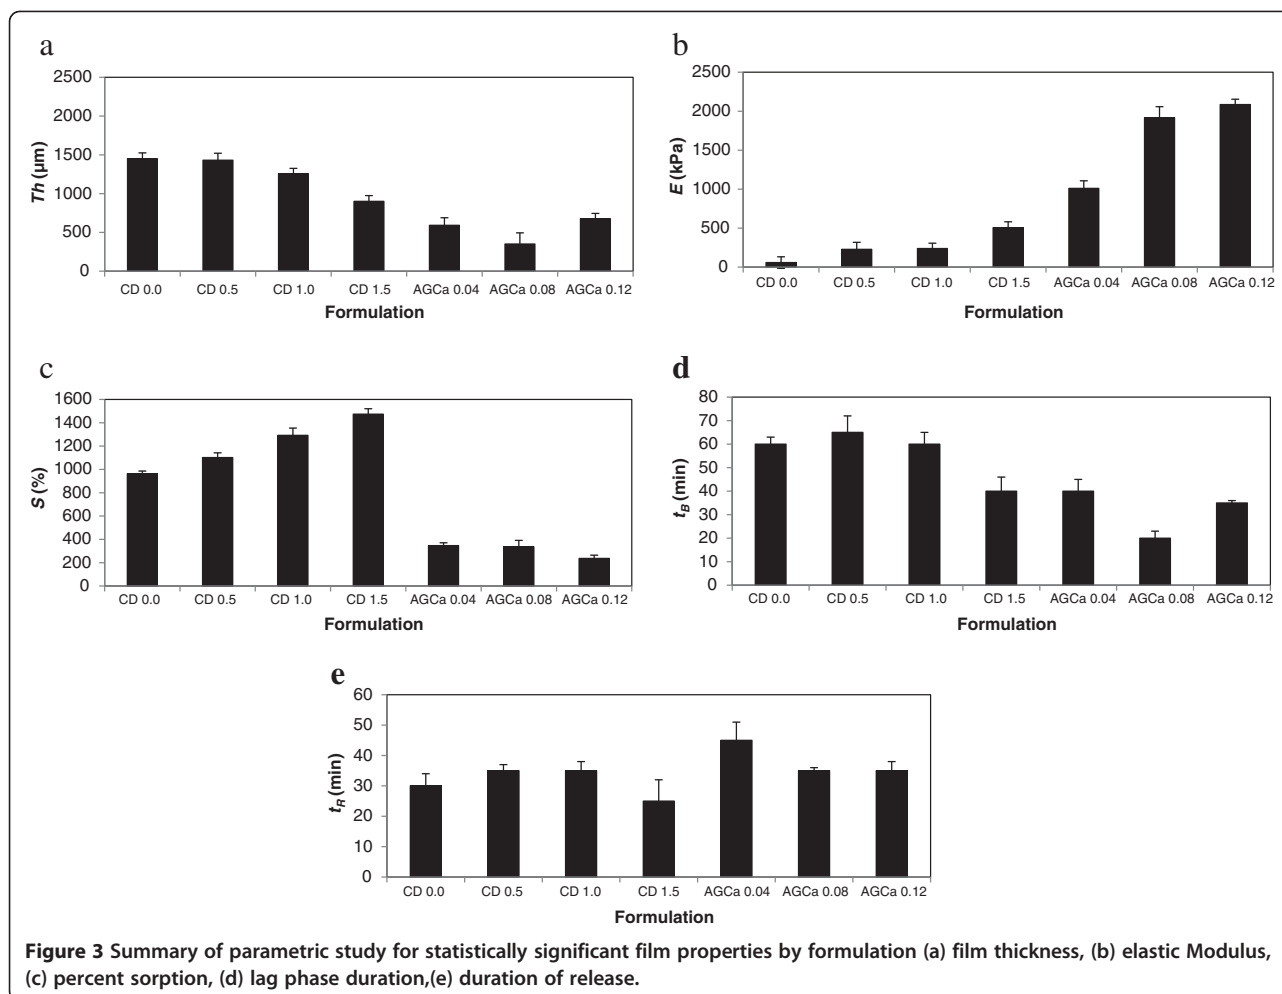 a
2500
2000
1500
1000
500
0
Th (µm)
CD 0.0 CD 0.5 CD 1.0 CD 1.5 AGCa 0.04 AGCa 0.08 AGCa 0.12
Formulation
b
2500
2000
1500
1000
500
0
E (kPa)
CD 0.0 CD 0.5 CD 1.0 CD 1.5 AGCa 0.04 AGCa 0.08 AGCa 0.12
Formulation
c
1600
1400
1200
1000
800
600
400
200
0
S (%)
CD 0.0 CD 0.5 CD 1.0 CD 1.5 AGCa 0.04 AGCa 0.08 AGCa 0.12
Formulation
d
80
70
60
50
40
30
20
10
0
tB (min)
CD 0.0 CD 0.5 CD 1.0 CD 1.5 AGCa 0.04 AGCa 0.08 AGCa 0.12
Formulation
e
60
50
40
30
20
10
0
tR (min)
CD 0.0 CD 0.5 CD 1.0 CD 1.5 AGCa 0.04 AGCa 0.08 AGCa 0.12
Formulation
Figure 3 Summary of parametric study for statistically significant film properties by formulation (a) film thickness, (b) elastic Modulus,
(c) percent sorption, (d) lag phase duration,(e) duration of release.